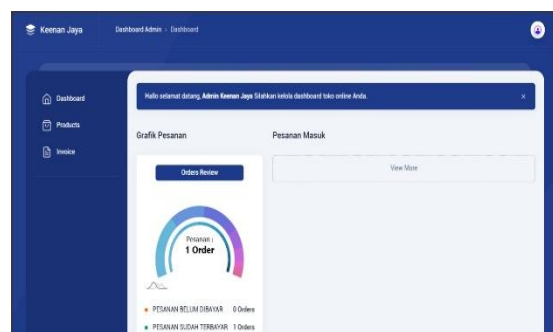 Keenan Jaya
Dashboard Admin > Dashboard
Dashboard
Products
Invoice
Hallo selamat datang, Admin Keenan Jaya Silahkan kelola dashboard toko online Anda. ×
Grafik Pesanan
Pesanan Masuk
Orders Review
View More
Pesanan :
1 Order
PESANAN BELUM DIBAYAR 0 Orders
PESANAN SUDAH TERBAYAR 1 Orders